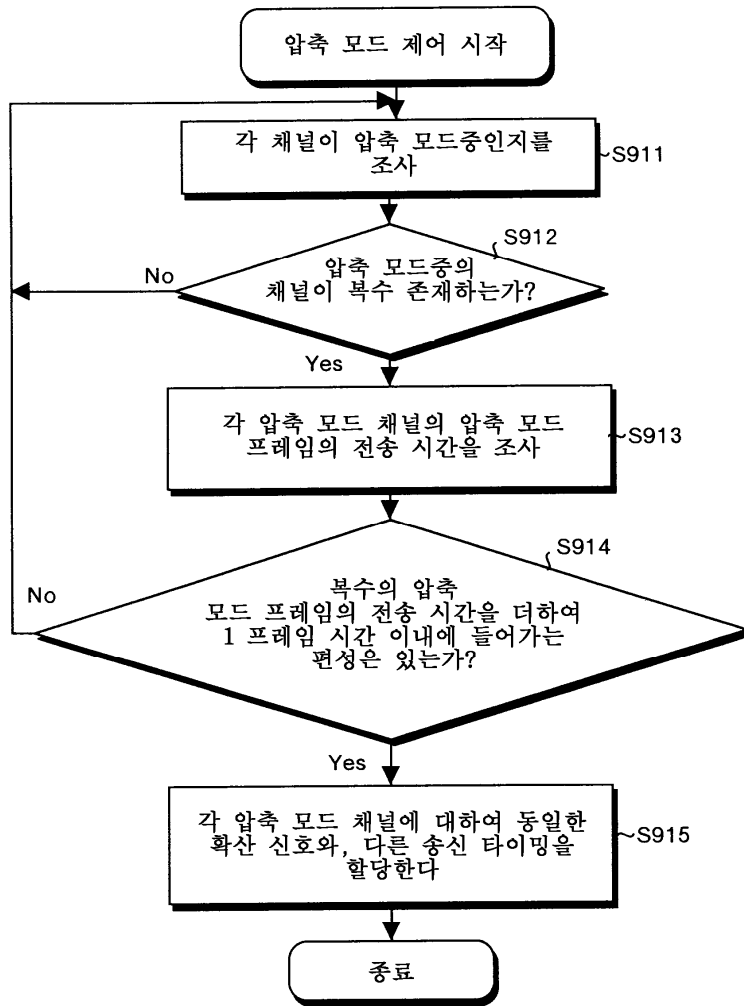 압축 모드 제어 시작
각 채널이 압축 모드중인지를
조사
S911
S912
압축 모드중의
채널이 복수 존재하는가?
No
Yes
각 압축 모드 채널의 압축 모드
프레임의 전송 시간을 조사
S913
S914
복수의 압축
모드 프레임의 전송 시간을 더하여
1 프레임 시간 이내에 들어가는
편성은 있는가?
No
Yes
각 압축 모드 채널에 대하여 동일한
확산 신호와, 다른 송신 타이밍을
할당한다
S915
종료